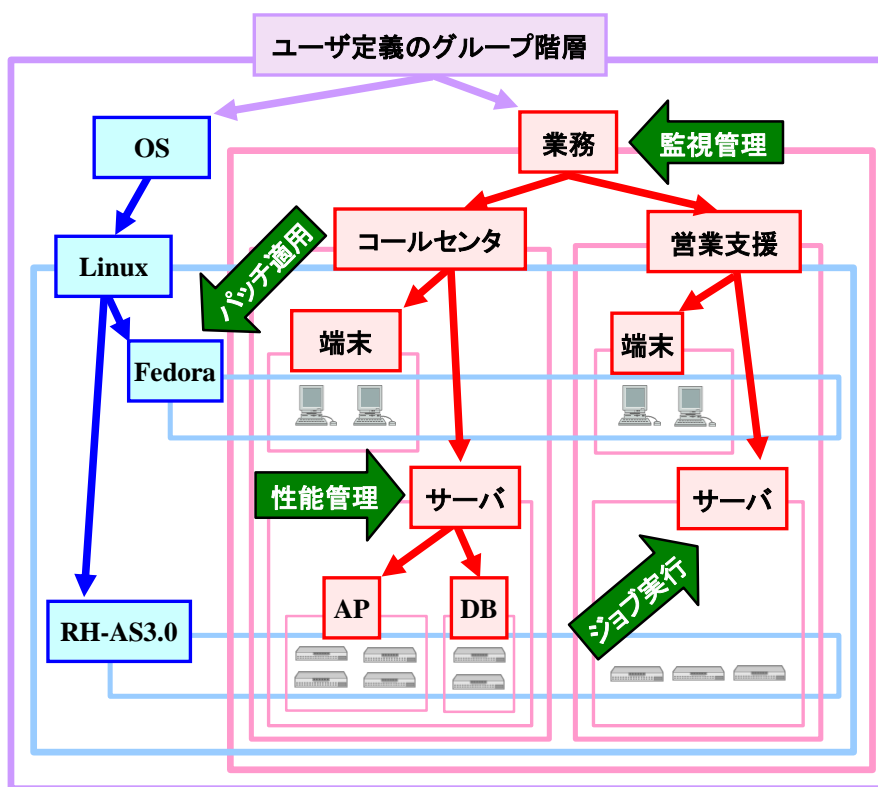 ユーザ定義のグループ階層
OS
業務
監視管理
コールセンタ
営業支援
Linux
パッチ適用
端末
端末
Fedora
性能管理
サーバ
サーバ
ジョブ実行
AP
DB
RH-AS3.0